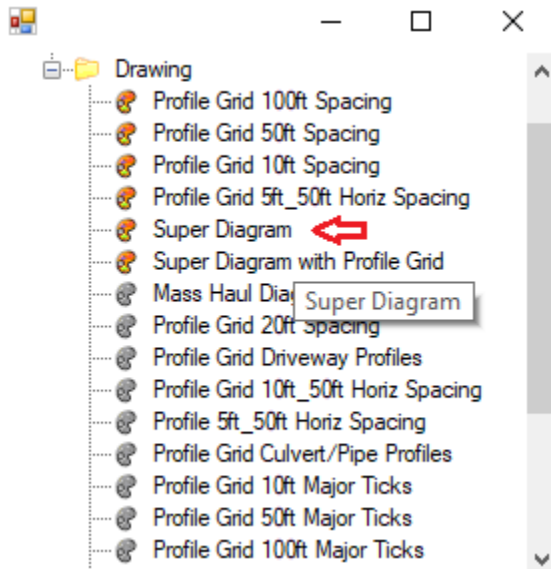 Drawing
Profile Grid 100ft Spacing
Profile Grid 50ft Spacing
Profile Grid 10ft Spacing
Profile Grid 5ft_50ft Horiz Spacing
Super Diagram
Super Diagram with Profile Grid
Mass Haul Dia
Super Diagram
Profile Grid 20ft Spacing
Profile Grid Driveway Profiles
Profile Grid 10ft_50ft Horiz Spacing
Profile 5ft_50ft Horiz Spacing
Profile Grid Culvert/Pipe Profiles
Profile Grid 10ft Major Ticks
Profile Grid 50ft Major Ticks
Profile Grid 100ft Major Ticks